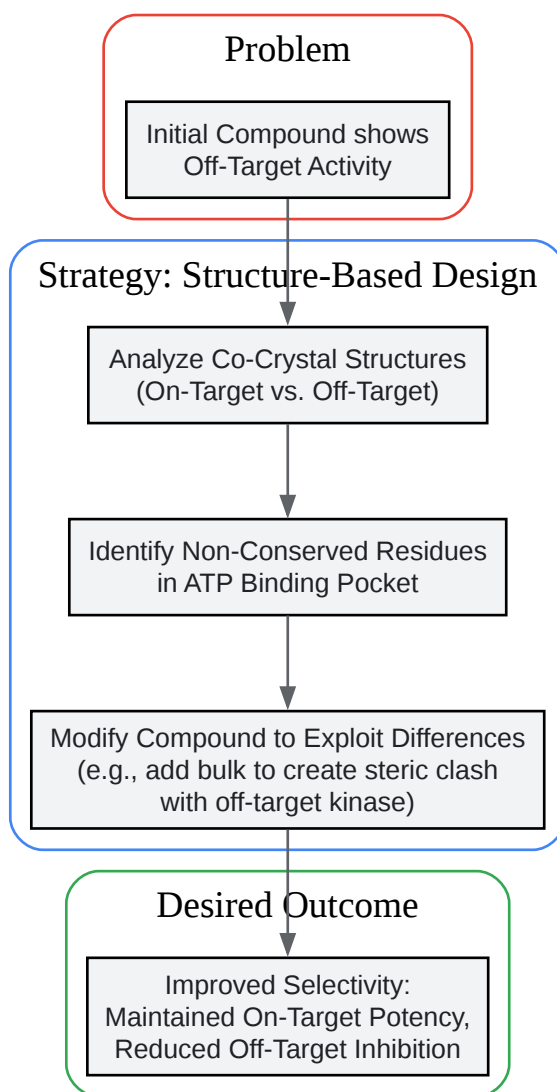 Problem
Initial Compound shows
Off-Target Activity
Strategy: Structure-Based Design
Analyze Co-Crystal Structures
(On-Target vs. Off-Target)
Identify Non-Conserved Residues
in ATP Binding Pocket
Modify Compound to Exploit Differences
(e.g., add bulk to create steric clash
with off-target kinase)
Desired Outcome
Improved Selectivity:
Maintained On-Target Potency,
Reduced Off-Target Inhibition